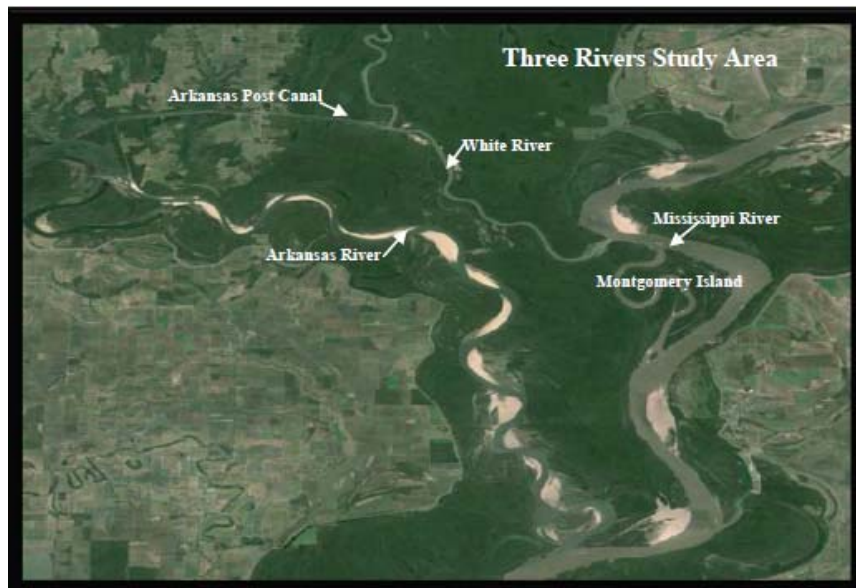 Three Rivers Study Area
Arkansas Post Canal
White River
Mississippi River
Arkansas River
Montgomery Island